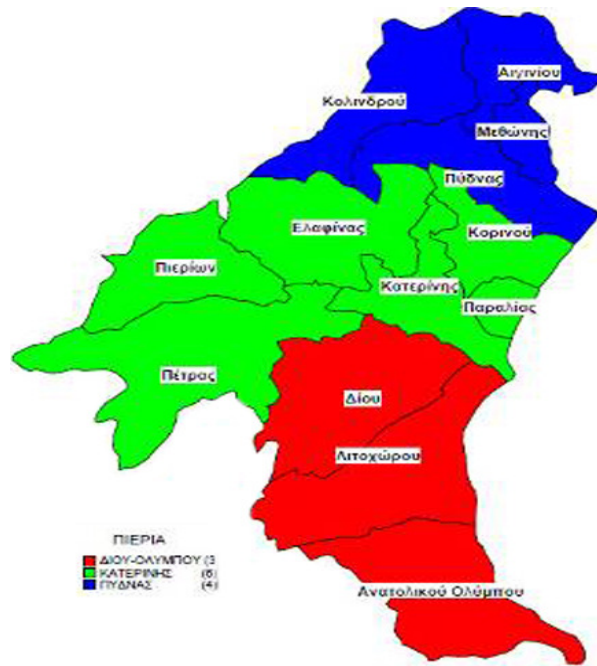 Αιγινίου
Κολινδρού
Μεθώνης
Πύδνας
Ελαφίνας
Κορινού
Πιερίων
Κατερίνης
Παραλίας
Πέτρας
Δίου
Λιτοχώρου
Ανατολικού Ολύμπου
ΠΙΕΡΙΑ
ΔΙΟΥ-ΟΛΥΜΠΟΥ (3
ΚΑΤΕΡΙΝΗΣ (6)
ΠΥΔΝΑΣ (4)